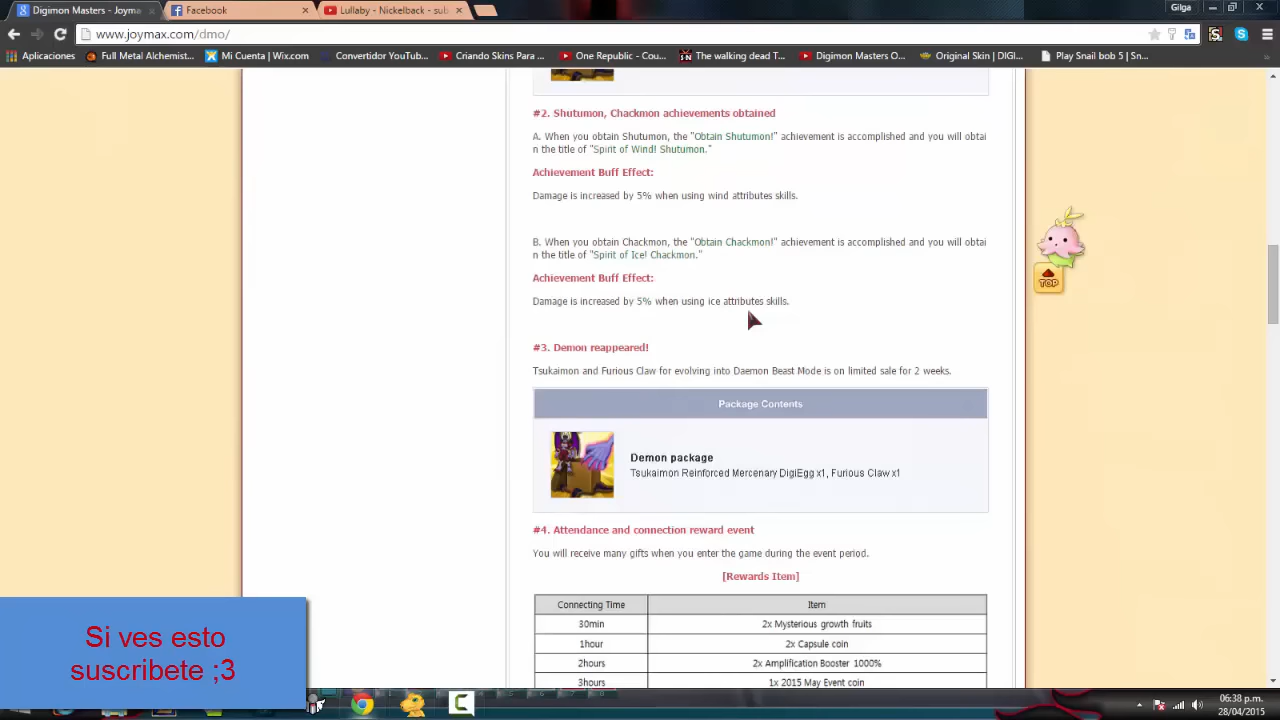 Digimon Masters - Joymax
Facebook
Lullaby - Nickelback - sub
Gilga
www.joymax.com/dmo/
Aplicaciones
Full Metal Alchemist...
Mi Cuenta | Wix.com
Convertidor YouTub...
Criando Skins Para ...
One Republic - Cou...
The walking dead T...
Digimon Masters O...
Original Skin | DIGI...
Play Snail bob 5 | Sn...
#2. Shutumon, Chackmon achievements obtained
A. When you obtain Shutumon, the "Obtain Shutumon!" achievement is accomplished and you will obtai
n the title of "Spirit of Wind! Shutumon."
Achievement Buff Effect:
Damage is increased by 5% when using wind attributes skills.
B. When you obtain Chackmon, the "Obtain Chackmon!" achievement is accomplished and you will obtai
n the title of "Spirit of Ice! Chackmon."
Achievement Buff Effect:
Damage is increased by 5% when using ice attributes skills.
TOP
#3. Demon reappeared!
Tsukaimon and Furious Claw for evolving into Daemon Beast Mode is on limited sale for 2 weeks.
Package Contents
Demon package
Tsukaimon Reinforced Mercenary DigiEgg x1, Furious Claw x1
#4. Attendance and connection reward event
You will receive many gifts when you enter the game during the event period.
[Rewards Item]
Connecting Time Item
30min 2x Mysterious growth fruits
1hour 2x Capsule coin
2hours 2x Amplification Booster 1000%
3hours 1x 2015 May Event coin
Si ves esto
suscribete ;3
06:38 p.m.
28/04/2015